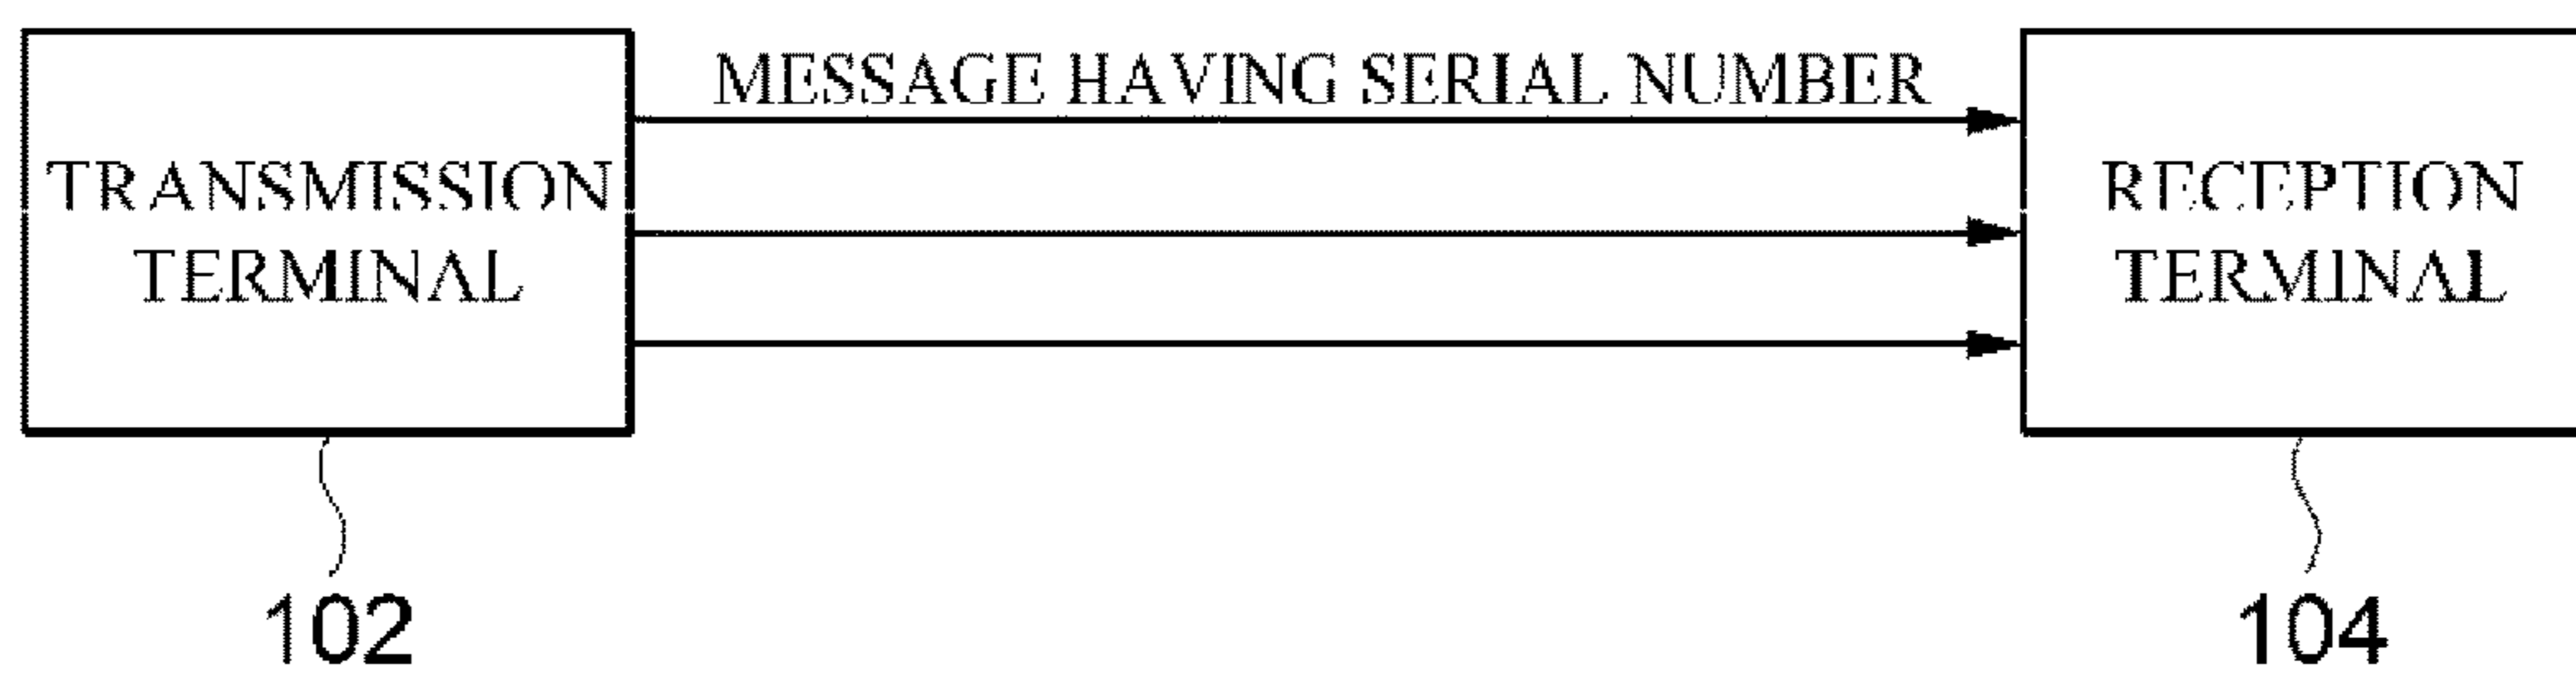 MESSAGE HAVING SERIAL NUMBER
TRANSMISSION
TERMINAL
RECEPTION
TERMINAL
102
104